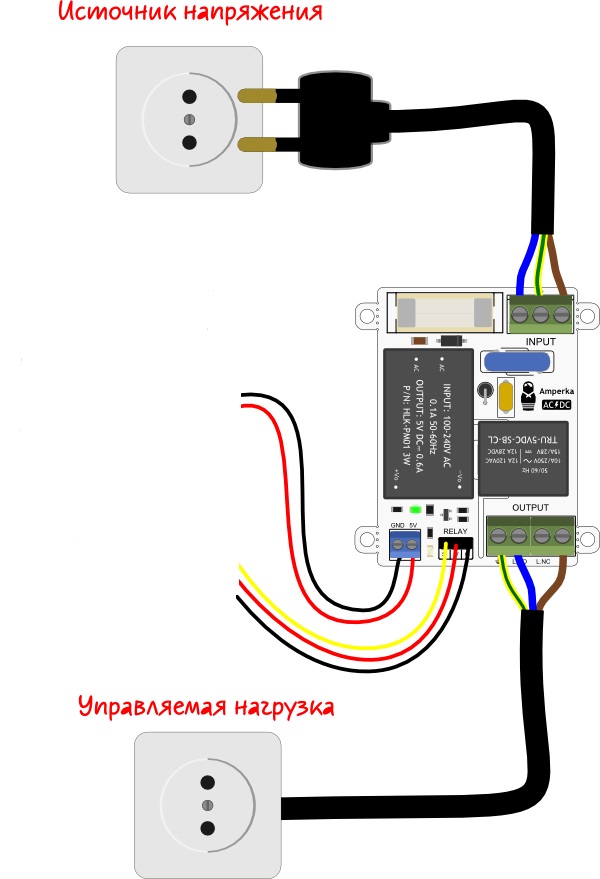 Источник напряжения
INPUT
AC
AC
INPUT: 100-240V AC
0.1A 50-60Hz
OUTPUT: 5V DC⎓ 0.6A
P/N: HLK-PM01 3W
+Vo
-Vo
Amperka
AC DC
50/60 Hz
10A/250V ~ 12A 120VAC
15A/ 28V ⎓ 12A 28VDC
TRU-5VDC-SB-CL
OUTPUT
GND 5V
RELAY
L.NC
Управляемая нагрузка